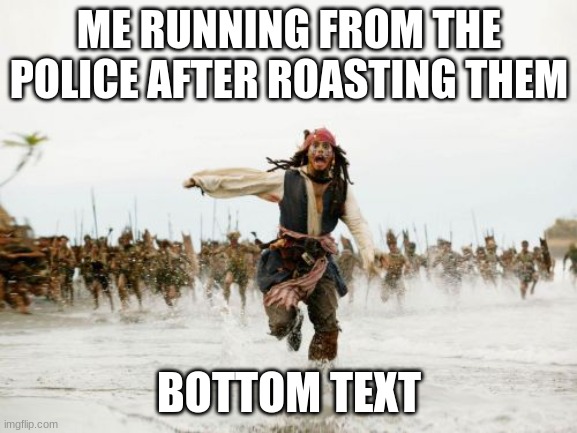 ME RUNNING FROM THE
POLICE AFTER ROASTING THEM
BOTTOM TEXT
imgflip.com